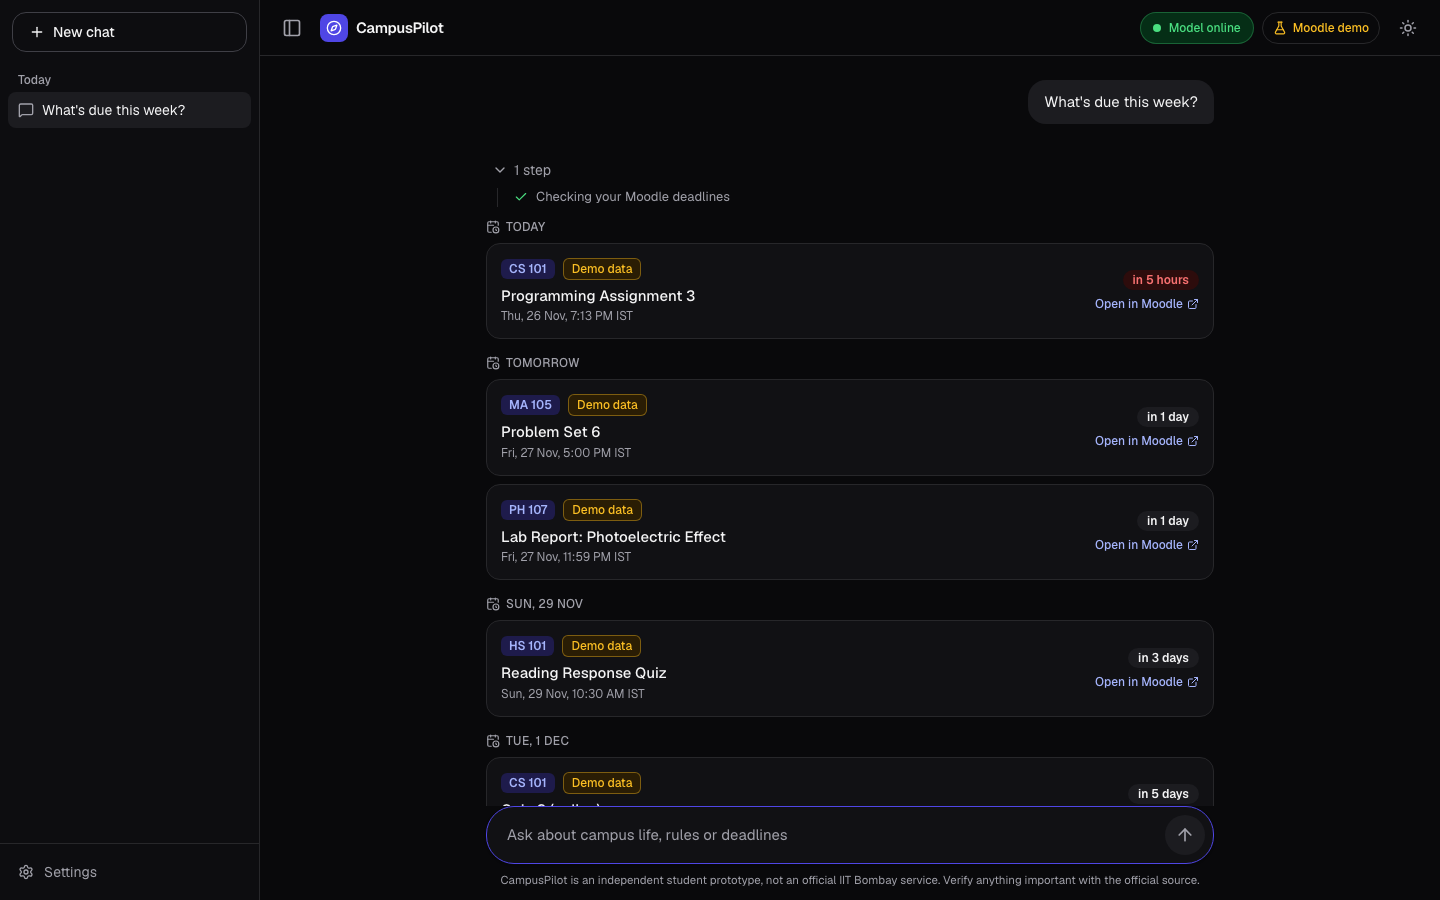 New chat
Today
What's due this week?
Settings
CampusPilot
Model online
Moodle demo
What's due this week?
1 step
Checking your Moodle deadlines
TODAY
CS 101 Demo data
Programming Assignment 3
Thu, 26 Nov, 7:13 PM IST
in 5 hours
Open in Moodle
TOMORROW
MA 105 Demo data
Problem Set 6
Fri, 27 Nov, 5:00 PM IST
in 1 day
Open in Moodle
PH 107 Demo data
Lab Report: Photoelectric Effect
Fri, 27 Nov, 11:59 PM IST
in 1 day
Open in Moodle
SUN, 29 NOV
HS 101 Demo data
Reading Response Quiz
Sun, 29 Nov, 10:30 AM IST
in 3 days
Open in Moodle
TUE, 1 DEC
CS 101 Demo data
in 5 days
Ask about campus life, rules or deadlines
CampusPilot is an independent student prototype, not an official IIT Bombay service. Verify anything important with the official source.